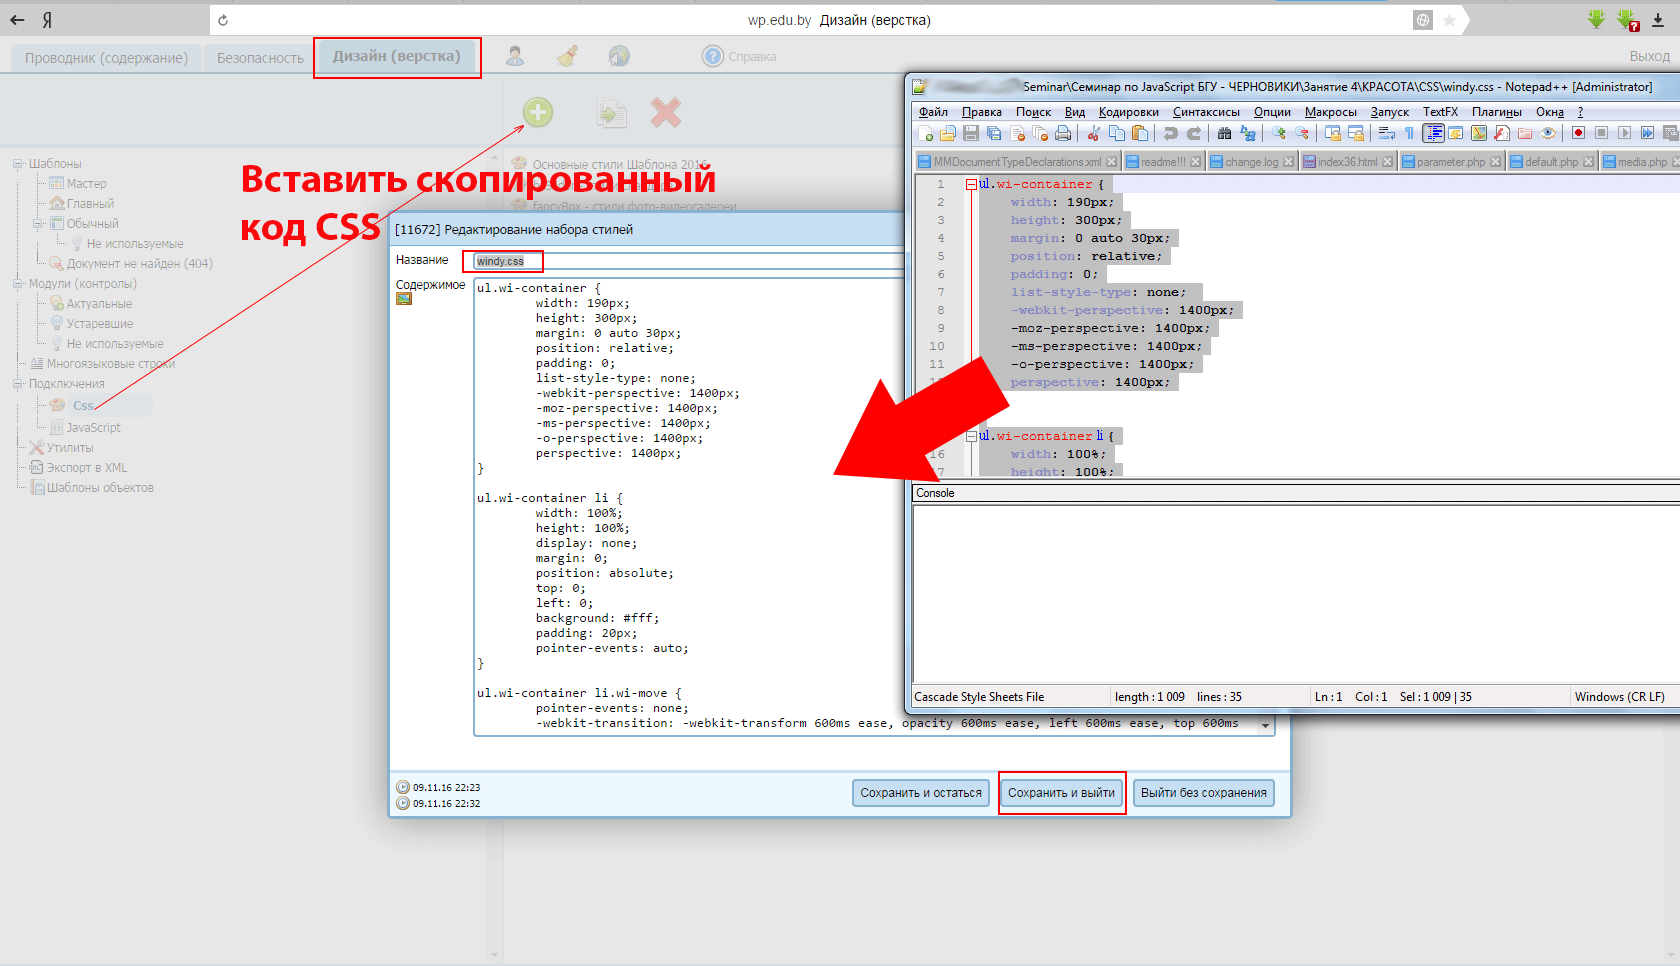 Я
wp.edu.by Дизайн (верстка)
Проводник (содержание)
Безопасность
Дизайн (верстка)
Справка
Выход
Шаблоны
Мастер
Главный
Обычный
Не используемые
Документ не найден (404)
Модули (контролы)
Актуальные
Устаревшие
Не используемые
Многоязыковые строки
Подключения
Css
JavaScript
Утилиты
Экспорт в XML
Шаблоны объектов
Основные стили Шаблона 2016
fancyBox - стили фото-видеогалереи
Вставить скопированный
код CSS
[11672] Редактирование набора стилей
Название
windy.css
Содержимое
ul.wi-container {
width: 190px;
height: 300px;
margin: 0 auto 30px;
position: relative;
padding: 0;
list-style-type: none;
-webkit-perspective: 1400px;
-moz-perspective: 1400px;
-ms-perspective: 1400px;
-o-perspective: 1400px;
perspective: 1400px;
}
ul.wi-container li {
width: 100%;
height: 100%;
display: none;
margin: 0;
position: absolute;
top: 0;
left: 0;
background: #fff;
padding: 20px;
pointer-events: auto;
}
ul.wi-container li.wi-move {
pointer-events: none;
-webkit-transition: -webkit-transform 600ms ease, opacity 600ms ease, left 600ms ease, top 600ms
09.11.16 22:23
09.11.16 22:32
Сохранить и остаться
Сохранить и выйти
Выйти без сохранения
Seminar\Семинар по JavaScript БГУ - ЧЕРНОВИКИ\Занятие 4\КРАСОТА\CSS\windy.css - Notepad++ [Administrator]
Файл Правка Поиск Вид Кодировки Синтаксисы Опции Макросы Запуск TextFX Плагины Окна ?
MMDocumentTypeDeclarations.xml readme!!! change.log index36.html parameter.php default.php media.php
1 ul.wi-container {
2 width: 190px;
3 height: 300px;
4 margin: 0 auto 30px;
5 position: relative;
6 padding: 0;
7 list-style-type: none;
8 -webkit-perspective: 1400px;
9 -moz-perspective: 1400px;
10 -ms-perspective: 1400px;
11 -o-perspective: 1400px;
perspective: 1400px;
ul.wi-container li {
16 width: 100%;
17 height: 100%;
Console
Cascade Style Sheets File length : 1 009 lines : 35 Ln : 1 Col : 1 Sel : 1 009 | 35 Windows (CR LF)